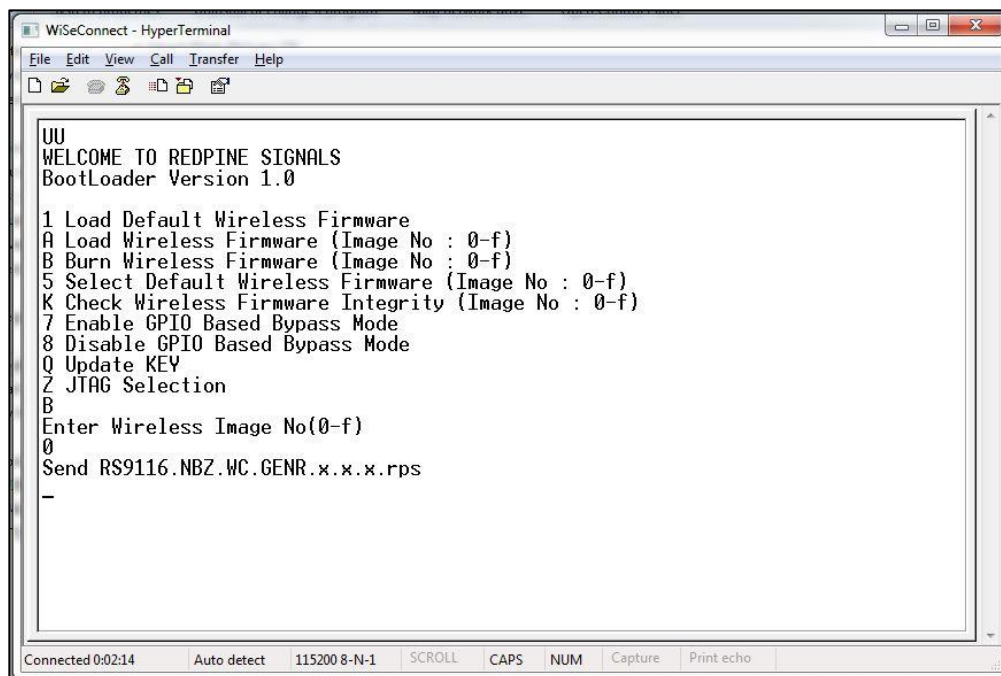 WiSeConnect - HyperTerminal
File Edit View Call Transfer Help
UU
WELCOME TO REDPINE SIGNALS
BootLoader Version 1.0
1 Load Default Wireless Firmware
A Load Wireless Firmware (Image No : 0-f)
B Burn Wireless Firmware (Image No : 0-f)
5 Select Default Wireless Firmware (Image No : 0-f)
K Check Wireless Firmware Integrity (Image No : 0-f)
7 Enable GPIO Based Bypass Mode
8 Disable GPIO Based Bypass Mode
Q Update KEY
Z JTAG Selection
B
Enter Wireless Image No(0-f)
0
Send RS9116.NBZ.WC.GENR.x.x.x.rps
_
Connected 0:02:14 Auto detect 115200 8-N-1 SCROLL CAPS NUM Capture Print echo